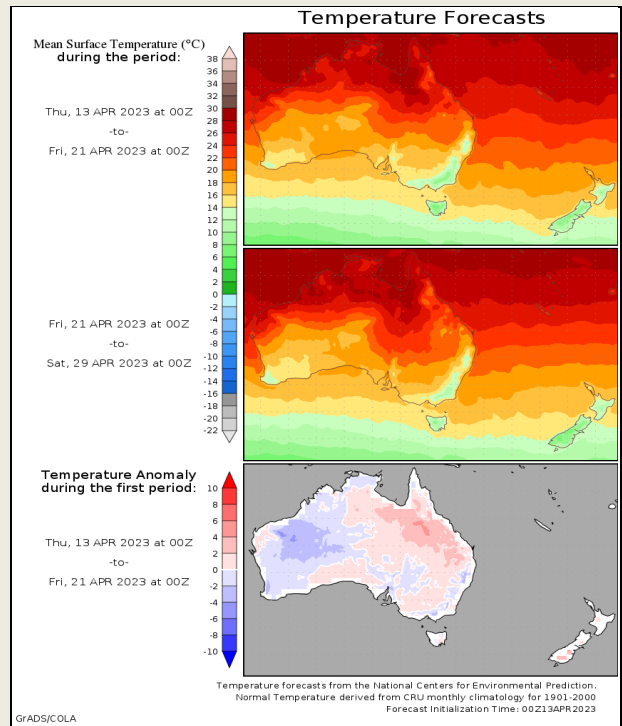 Temperature Forecasts
Mean Surface Temperature (°C)
during the period:
Thu, 13 APR 2023 at 00Z
-to-
Fri, 21 APR 2023 at 00Z
38
36
34
32
30
28
26
24
22
20
18
16
14
12
10
8
6
4
2
0
-2
-4
-6
-8
-10
-12
-14
-16
-18
-20
-22
Fri, 21 APR 2023 at 00Z
-to-
Sat, 29 APR 2023 at 00Z
Temperature Anomaly
during the first period:
Thu, 13 APR 2023 at 00Z
-to-
Fri, 21 APR 2023 at 00Z
10
8
6
4
2
0
-2
-4
-6
-8
-10
Temperature forecasts from the National Centers for Environmental Prediction.
Normal Temperature derived from CRU monthly climatology for 1901-2000
Forecast Initialization Time: 00Z13APR2023
GrADS/COLA